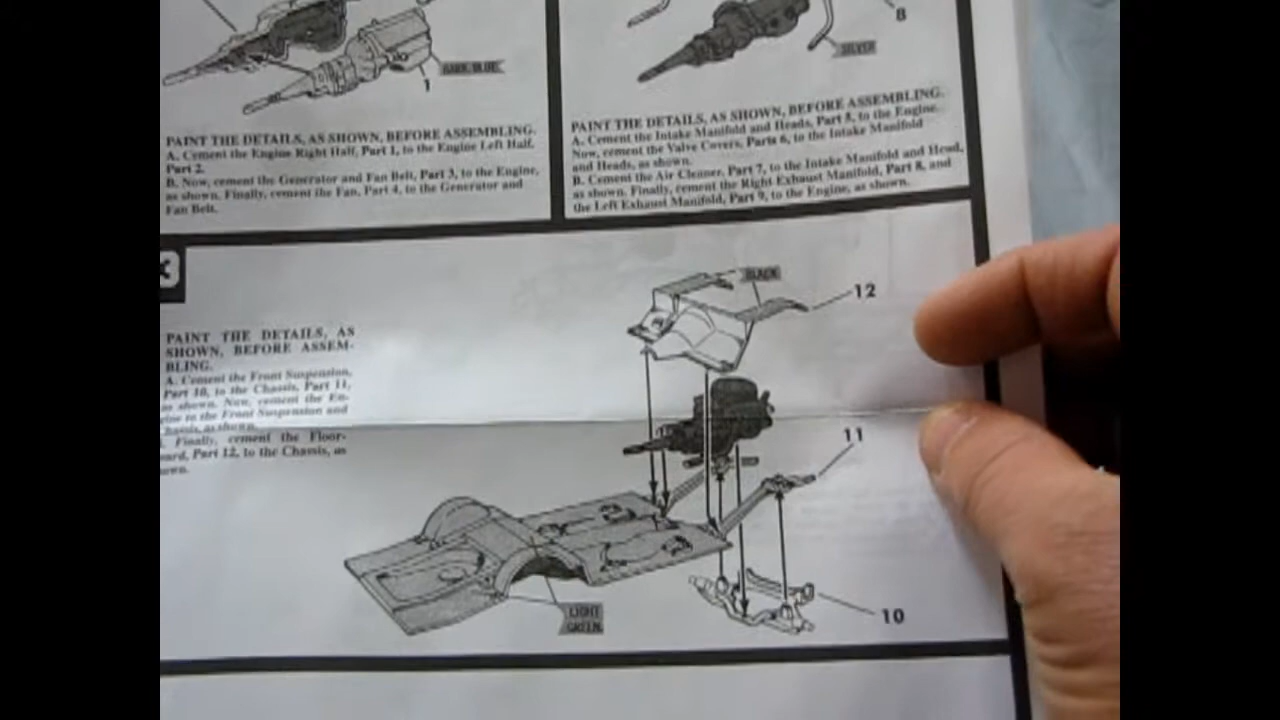 DARK BLUE
1
8
SILVER
PAINT THE DETAILS, AS SHOWN, BEFORE ASSEMBLING.
A. Cement the Engine Right Half, Part 1, to the Engine Left Half,
Part 2.
B. Now, cement the Generator and Fan Belt, Part 3, to the Engine,
as shown. Finally, cement the Fan, Part 4, to the Generator and
Fan Belt.
PAINT THE DETAILS, AS SHOWN, BEFORE ASSEMBLING.
A. Cement the Intake Manifold and Heads, Part 5, to the Engine.
Now, cement the Valve Covers, Parts 6, to the Intake Manifold
and Heads, as shown.
B. Cement the Air Cleaner, Part 7, to the Intake Manifold and Head,
as shown. Finally, cement the Right Exhaust Manifold, Part 8, and
the Left Exhaust Manifold, Part 9, to the Engine, as shown.
3
PAINT THE DETAILS, AS
SHOWN, BEFORE ASSEM-
BLING.
A. Cement the Front Suspension,
Part 10, to the Chassis, Part 11,
as shown. Now, cement the En-
gine to the Front Suspension and
hassis, as shown.
. Finally, cement the Floor-
oard, Part 12, to the Chassis, as
own.
BLACK
12
11
10
LIGHT
GREEN